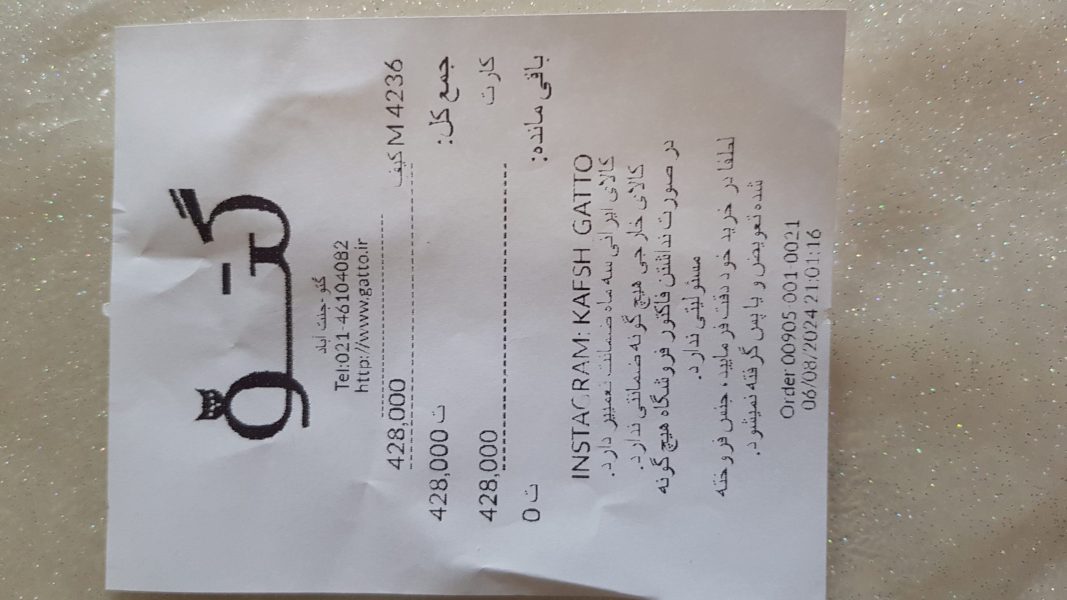 گتو
گتو -جنت آباد
Tel:021-46104082
http://www.gatto.ir
کیف M 4236 428,000
جمع کل: 428,000 ت
کارت 428,000
باقی مانده: 0 ت
INSTAGRAM: KAFSH_GATTO
کالای ایرانی سه ماه ضمانت تعمیر دارد.
کالای خارجی هیچ گونه ضمانتی ندارد.
در صورت نداشتن فاکتور فروشگاه هیچ گونه
مسئولیتی ندارد.
لطفا در خرید خود دقت فرمایید، جنس فروخته
شده تعویض و یا پس گرفته نمیشود.
Order 00905-001-0021
06/08/2024 21:01:16